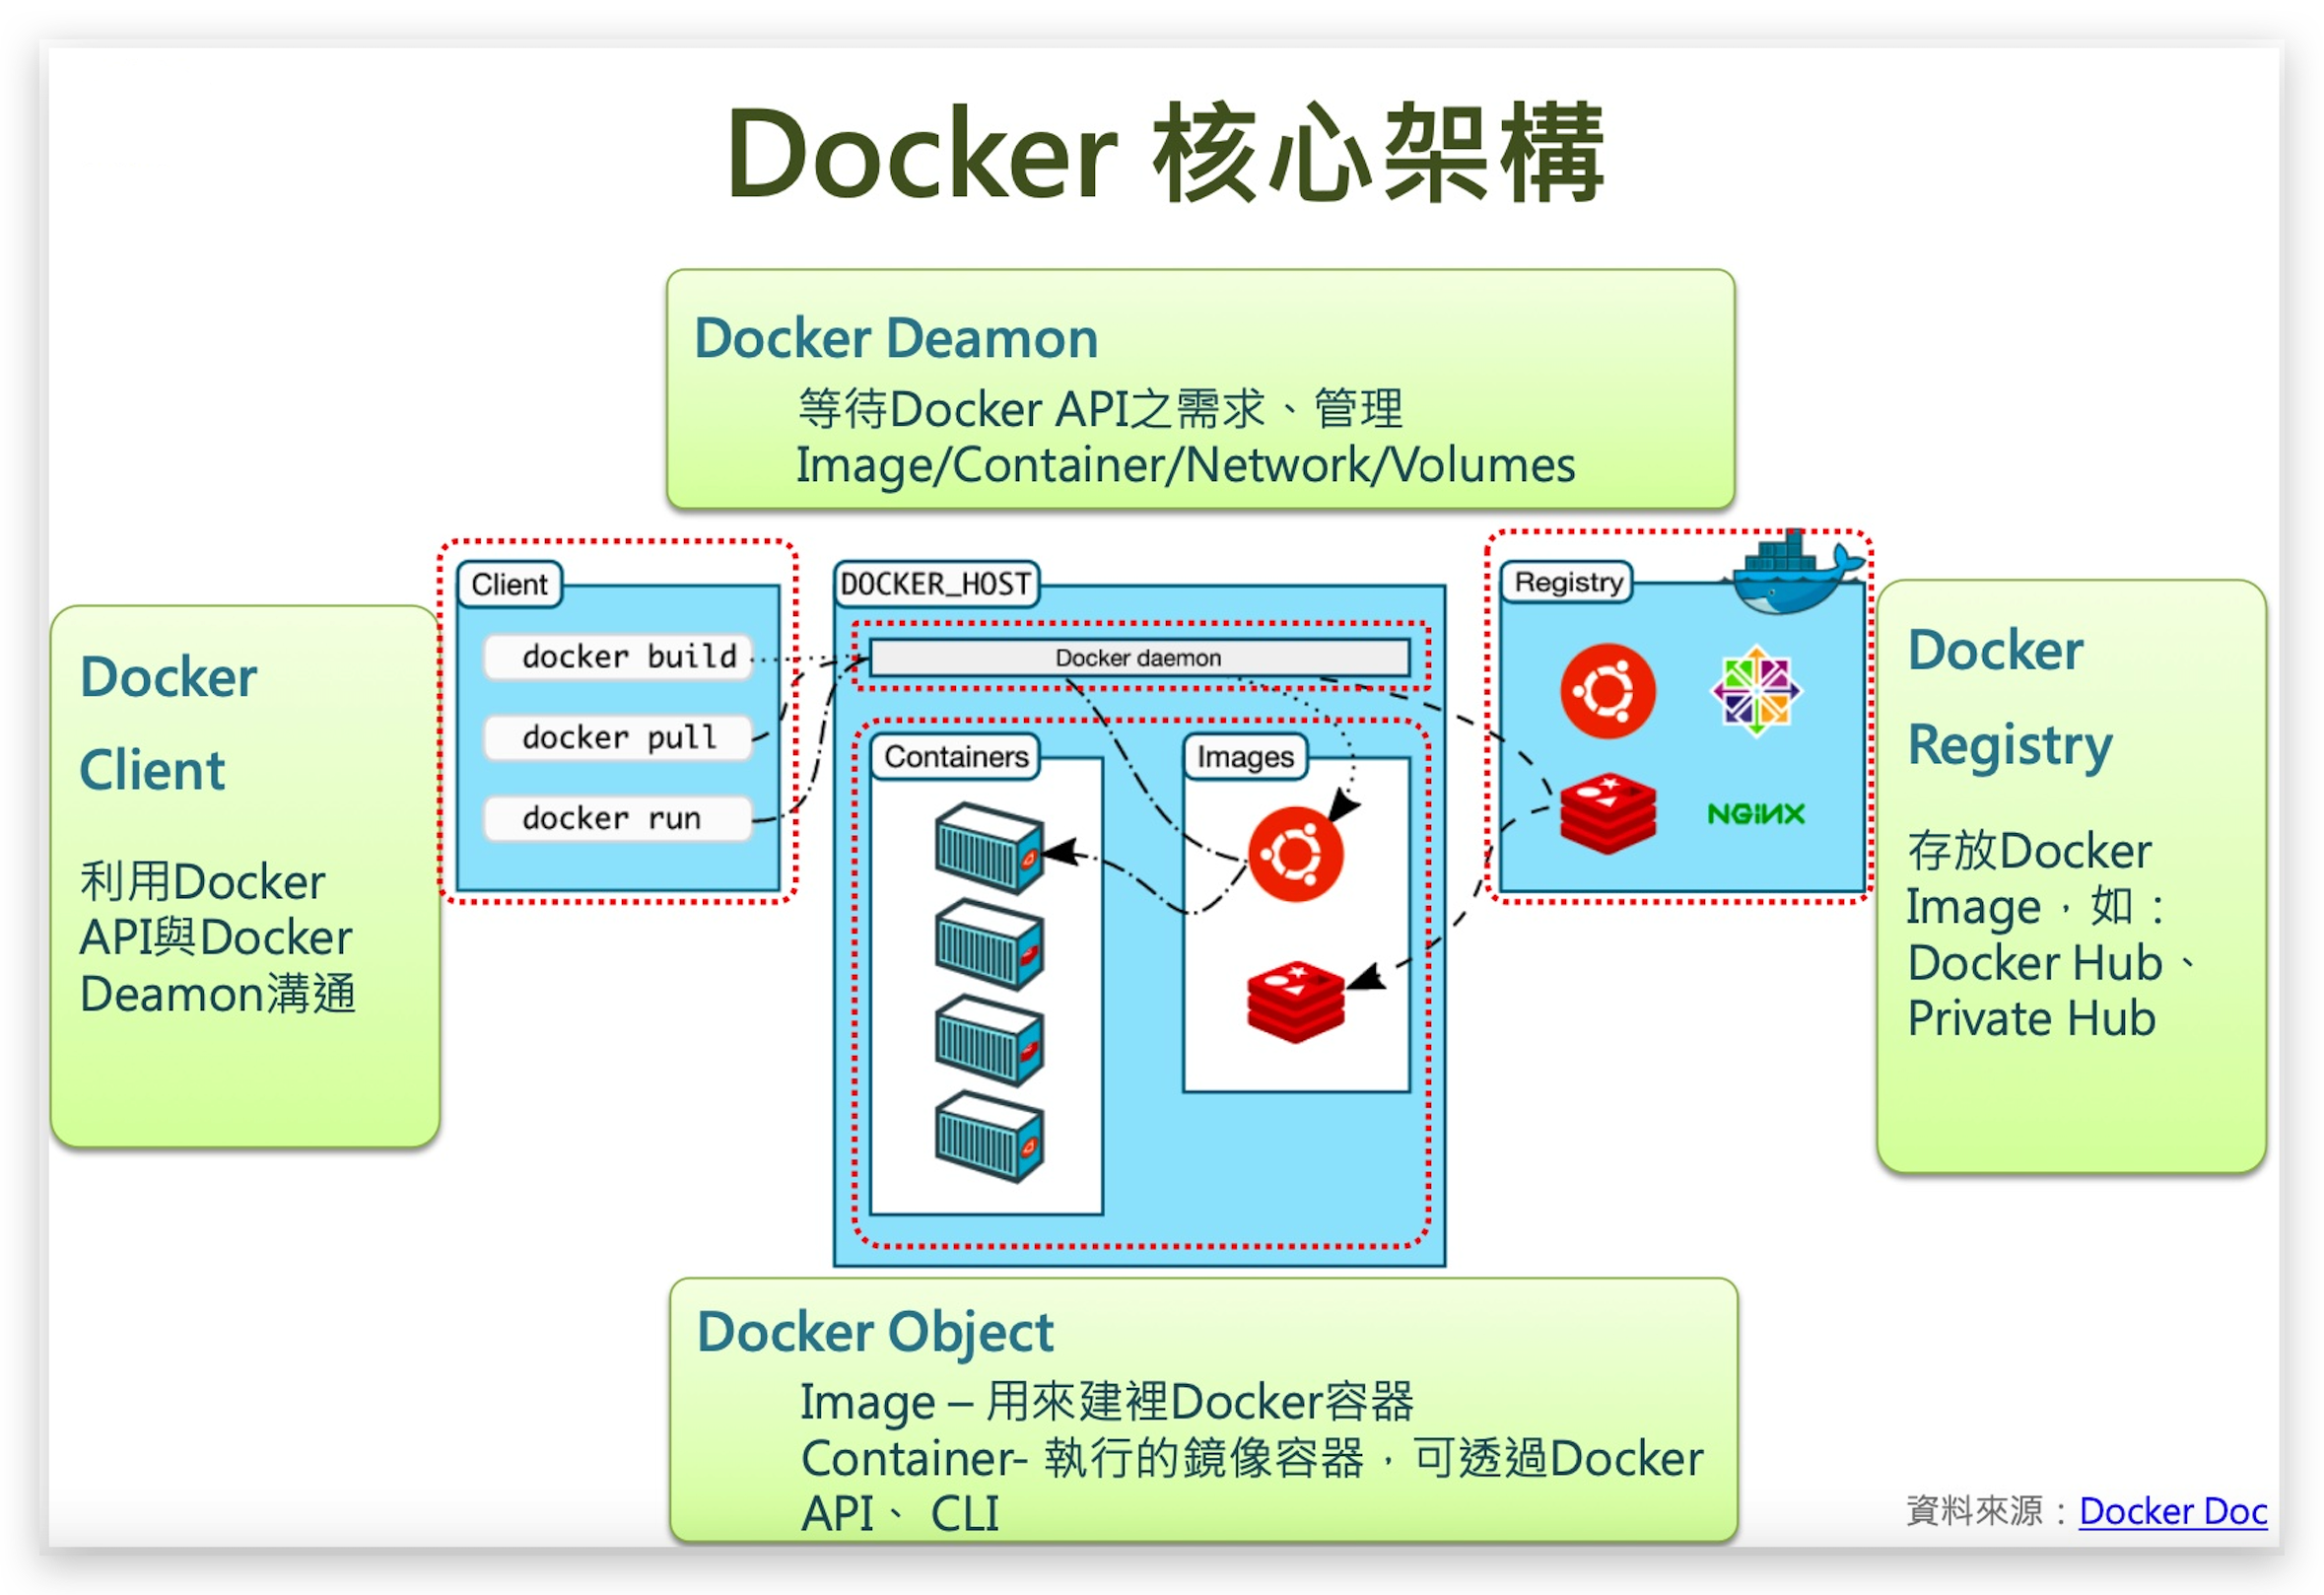 Docker 核心架構
Docker Deamon
等待Docker API之需求、管理
Image/Container/Network/Volumes
Docker
Client
利用Docker
API與Docker
Deamon溝通
Client
docker build
docker pull
docker run
DOCKER_HOST
Docker daemon
Containers
Images
Registry
NGiNX
Docker
Registry
存放Docker
Image，如：
Docker Hub、
Private Hub
Docker Object
Image – 用來建裡Docker容器
Container- 執行的鏡像容器，可透過Docker
API、 CLI
資料來源：Docker Doc